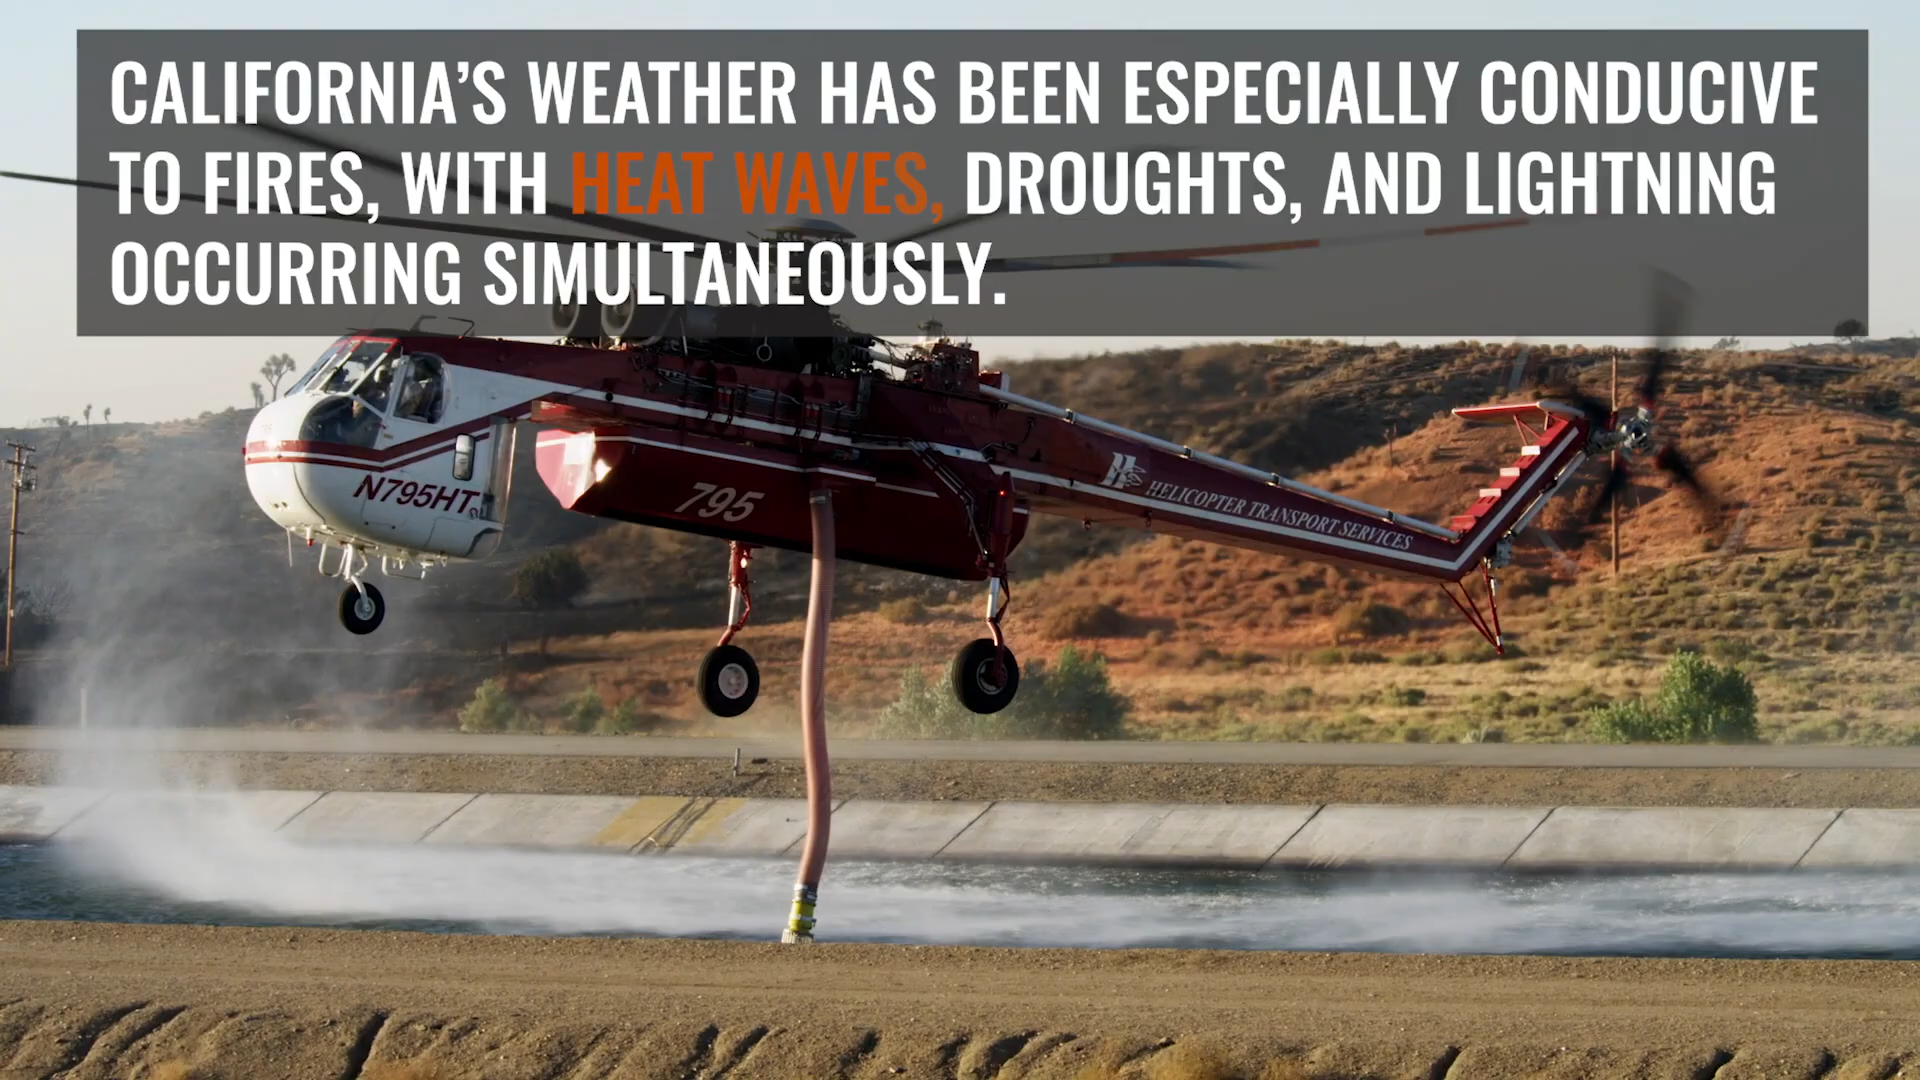 CALIFORNIA’S WEATHER HAS BEEN ESPECIALLY CONDUCIVE
TO FIRES, WITH HEAT WAVES, DROUGHTS, AND LIGHTNING
OCCURRING SIMULTANEOUSLY.
N795HT
795
H
HELICOPTER TRANSPORT SERVICES